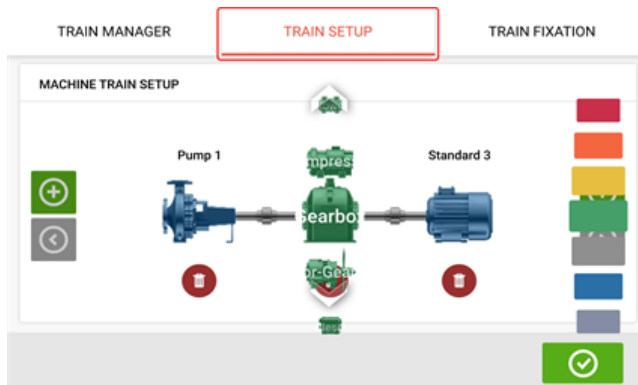 TRAIN MANAGER
TRAIN SETUP
TRAIN FIXATION
MACHINE TRAIN SETUP
Pump 1
Standard 3
Gearbox